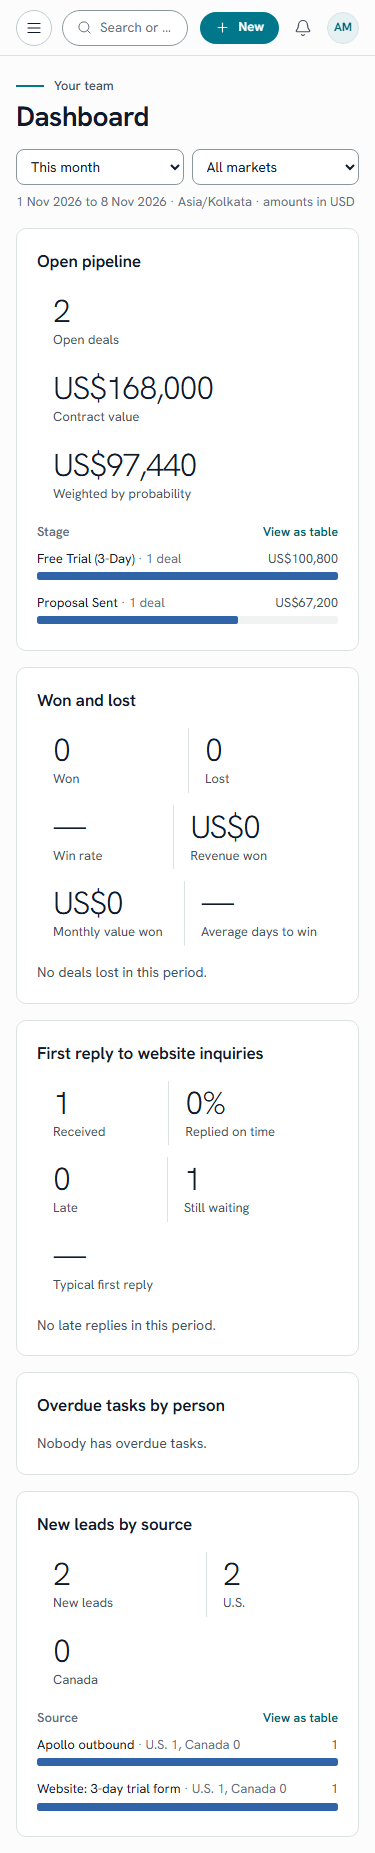 Search or ...
New
AM
Your team
Dashboard
This month
All markets
1 Nov 2026 to 8 Nov 2026 · Asia/Kolkata · amounts in USD
Open pipeline
2
Open deals
US$168,000
Contract value
US$97,440
Weighted by probability
Stage View as table
Free Trial (3-Day) · 1 deal US$100,800
Proposal Sent · 1 deal US$67,200
Won and lost
0 0
Won Lost
— US$0
Win rate Revenue won
US$0 —
Monthly value won Average days to win
No deals lost in this period.
First reply to website inquiries
1 0%
Received Replied on time
0 1
Late Still waiting
—
Typical first reply
No late replies in this period.
Overdue tasks by person
Nobody has overdue tasks.
New leads by source
2 2
New leads U.S.
0
Canada
Source View as table
Apollo outbound · U.S. 1, Canada 0 1
Website: 3-day trial form · U.S. 1, Canada 0 1